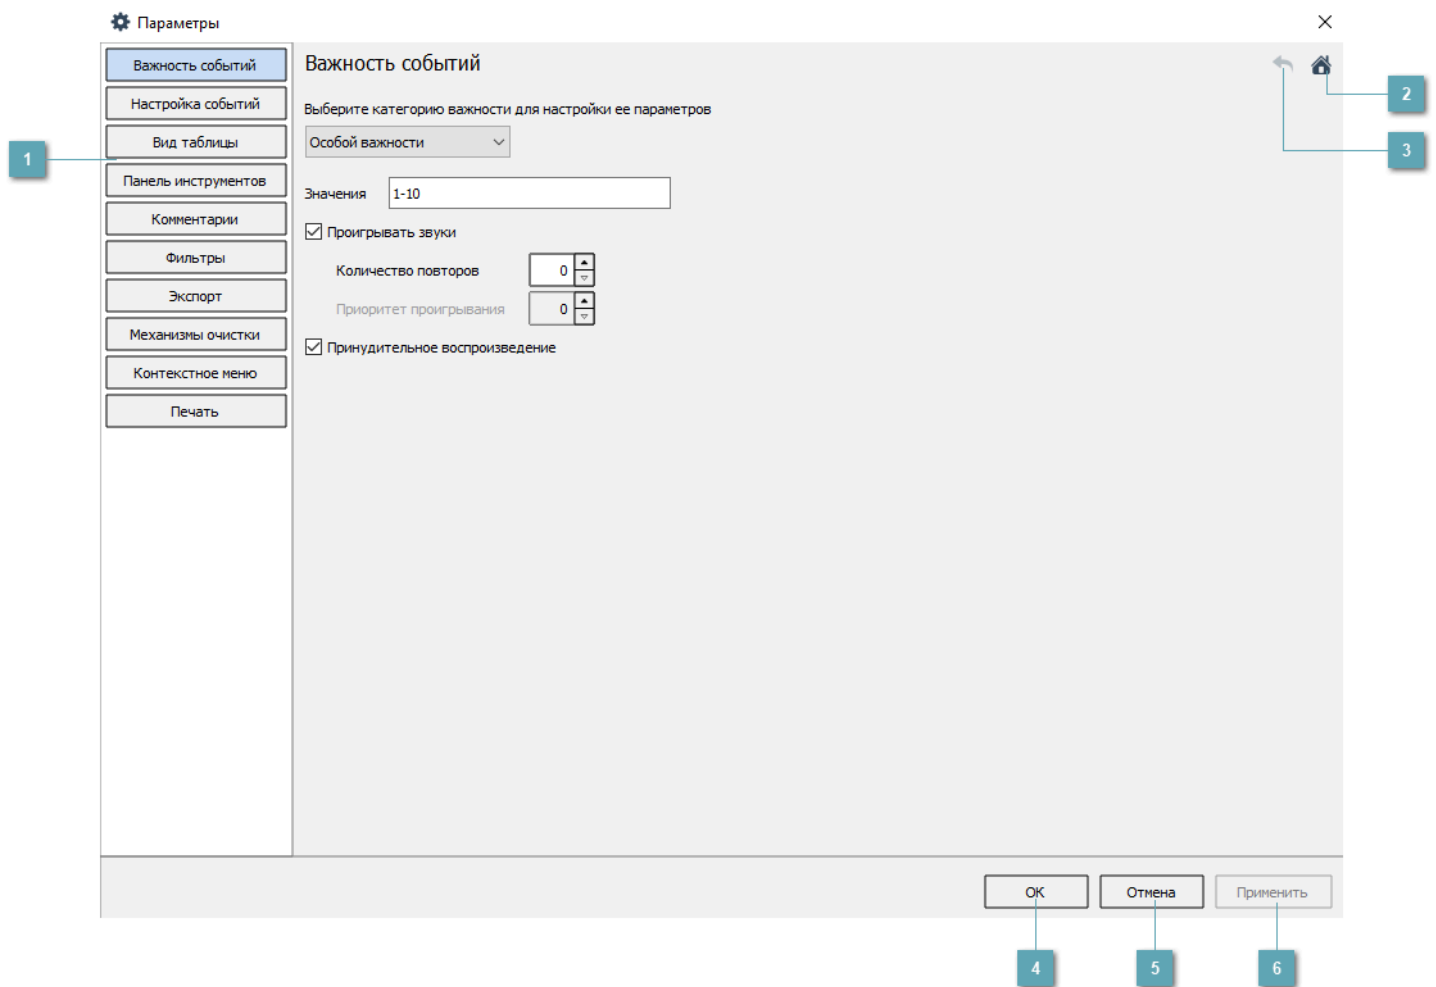 Параметры
Важность событий
Настройка событий
Вид таблицы
Панель инструментов
Комментарии
Фильтры
Экспорт
Механизмы очистки
Контекстное меню
Печать
Важность событий
Выберите категорию важности для настройки ее параметров
Особой важности
Значения 1-10
Проигрывать звуки
Количество повторов 0
Приоритет проигрывания 0
Принудительное воспроизведение
OK Отмена Применить
1
2
3
4 5 6